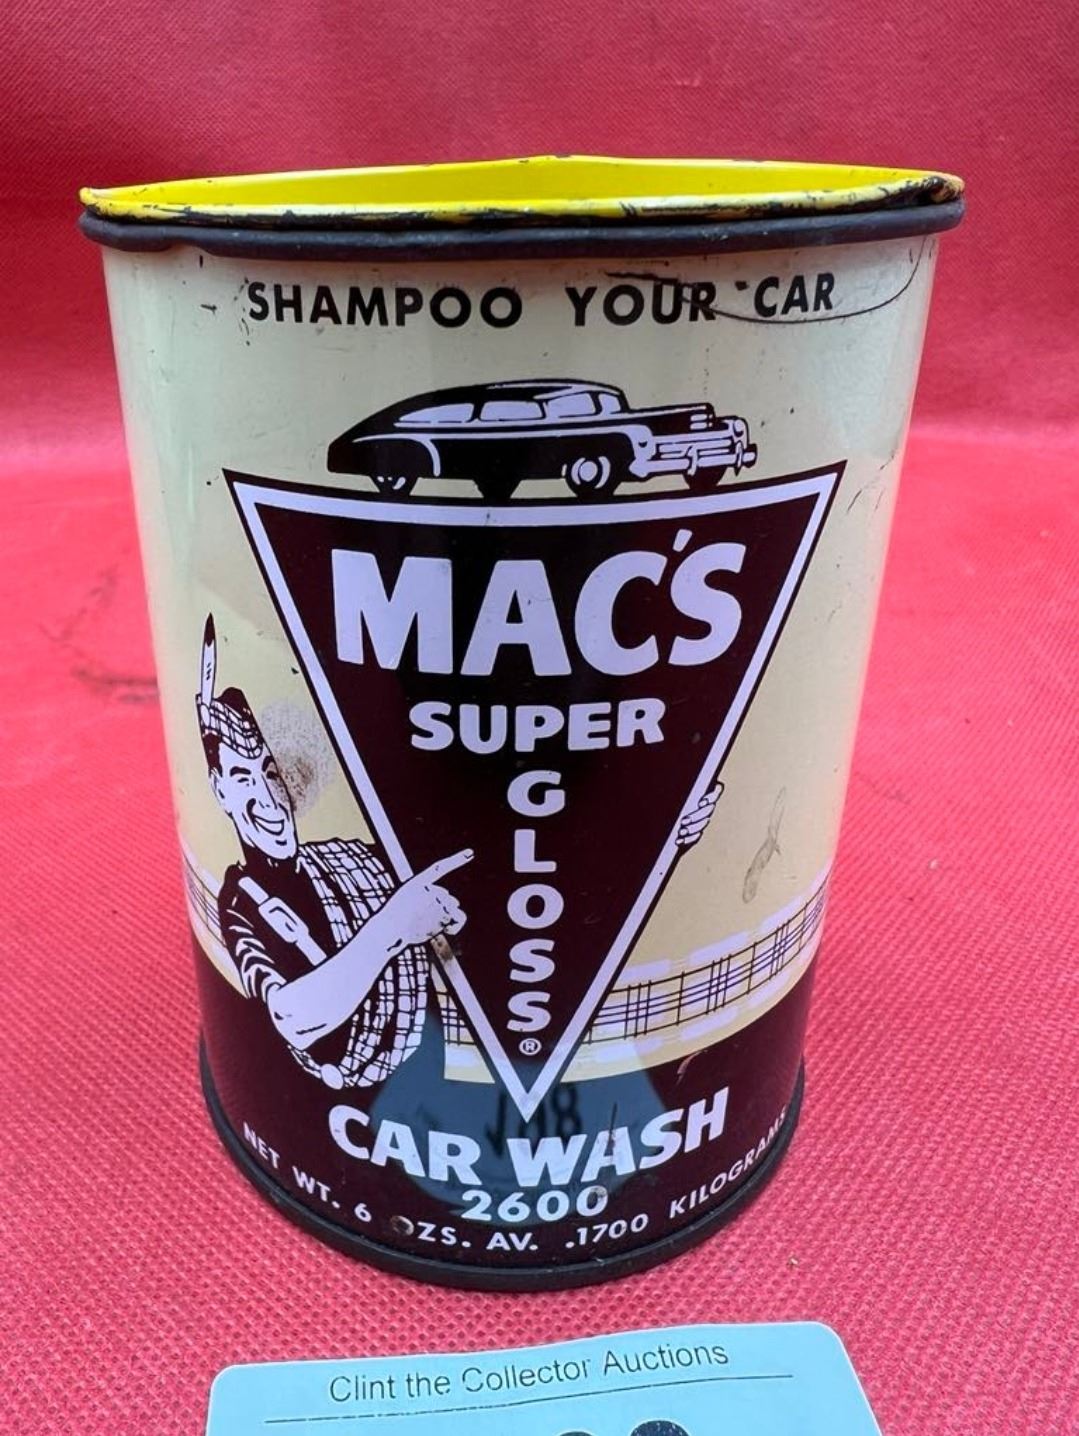 SHAMPOO YOUR CAR
MAC'S
SUPER
GLOSS®
CAR WASH
2600
NET WT. 6 OZS. AV. .1700 KILOGRAMS
Clint the Collector Auctions